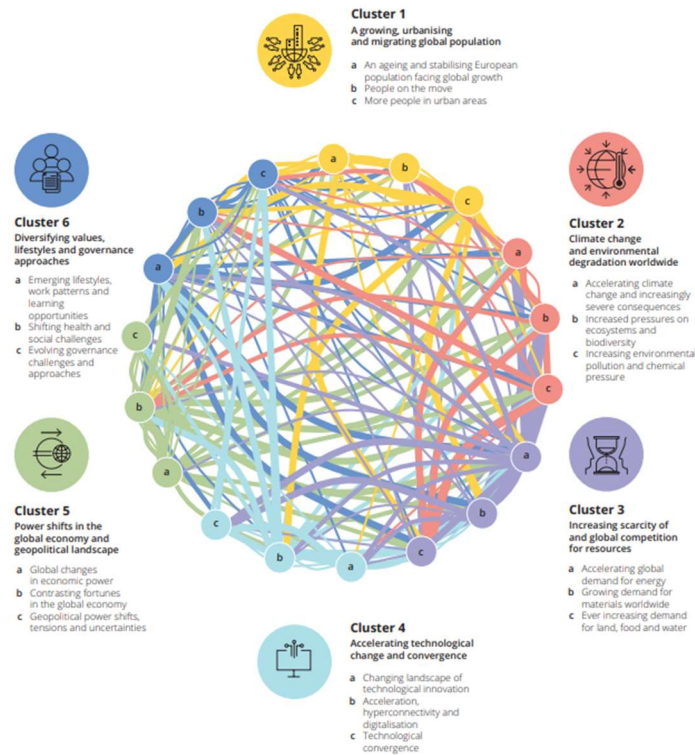 Cluster 1
A growing, urbanising
and migrating global population
a An ageing and stabilising European
population facing global growth
b People on the move
c More people in urban areas
Cluster 2
Climate change
and environmental
degradation worldwide
a Accelerating climate
change and increasingly
severe consequences
b Increased pressures on
ecosystems and
biodiversity
c Increasing environmental
pollution and chemical
pressure
Cluster 3
Increasing scarcity of
and global competition
for resources
a Accelerating global
demand for energy
b Growing demand for
materials worldwide
c Ever increasing demand
for land, food and water
Cluster 4
Accelerating technological
change and convergence
a Changing landscape of
technological innovation
b Acceleration,
hyperconnectivity and
digitalisation
c Technological
convergence
Cluster 5
Power shifts in the
global economy and
geopolitical landscape
a Global changes
in economic power
b Contrasting fortunes
in the global economy
c Geopolitical power shifts,
tensions and uncertainties
Cluster 6
Diversifying values,
lifestyles and governance
approaches
a Emerging lifestyles,
work patterns and
learning
opportunities
b Shifting health and
social challenges
c Evolving governance
challenges and
approaches
a
b
c
a
b
c
a
b
c
a
b
c
a
b
c
a
b
c